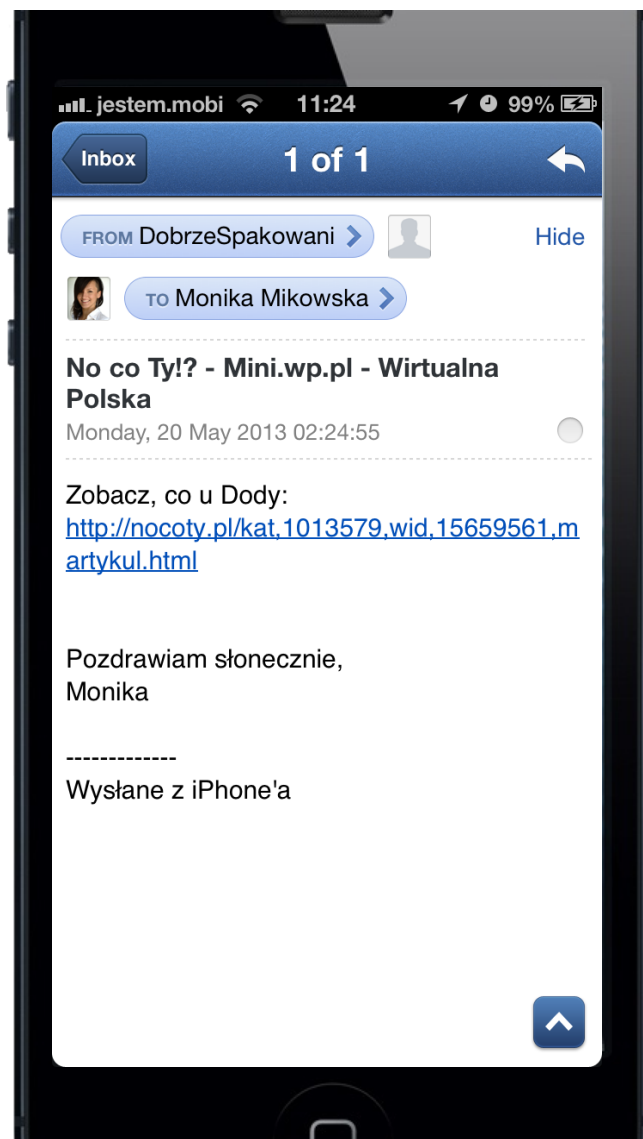 jestem.mobi 11:24 99%
Inbox 1 of 1
FROM DobrzeSpakowani Hide
TO Monika Mikowska
No co Ty!? - Mini.wp.pl - Wirtualna
Polska
Monday, 20 May 2013 02:24:55
Zobacz, co u Dody:
http://nocoty.pl/kat,1013579,wid,15659561,m
artykul.html
Pozdrawiam słonecznie,
Monika
-------------
Wysłane z iPhone'a